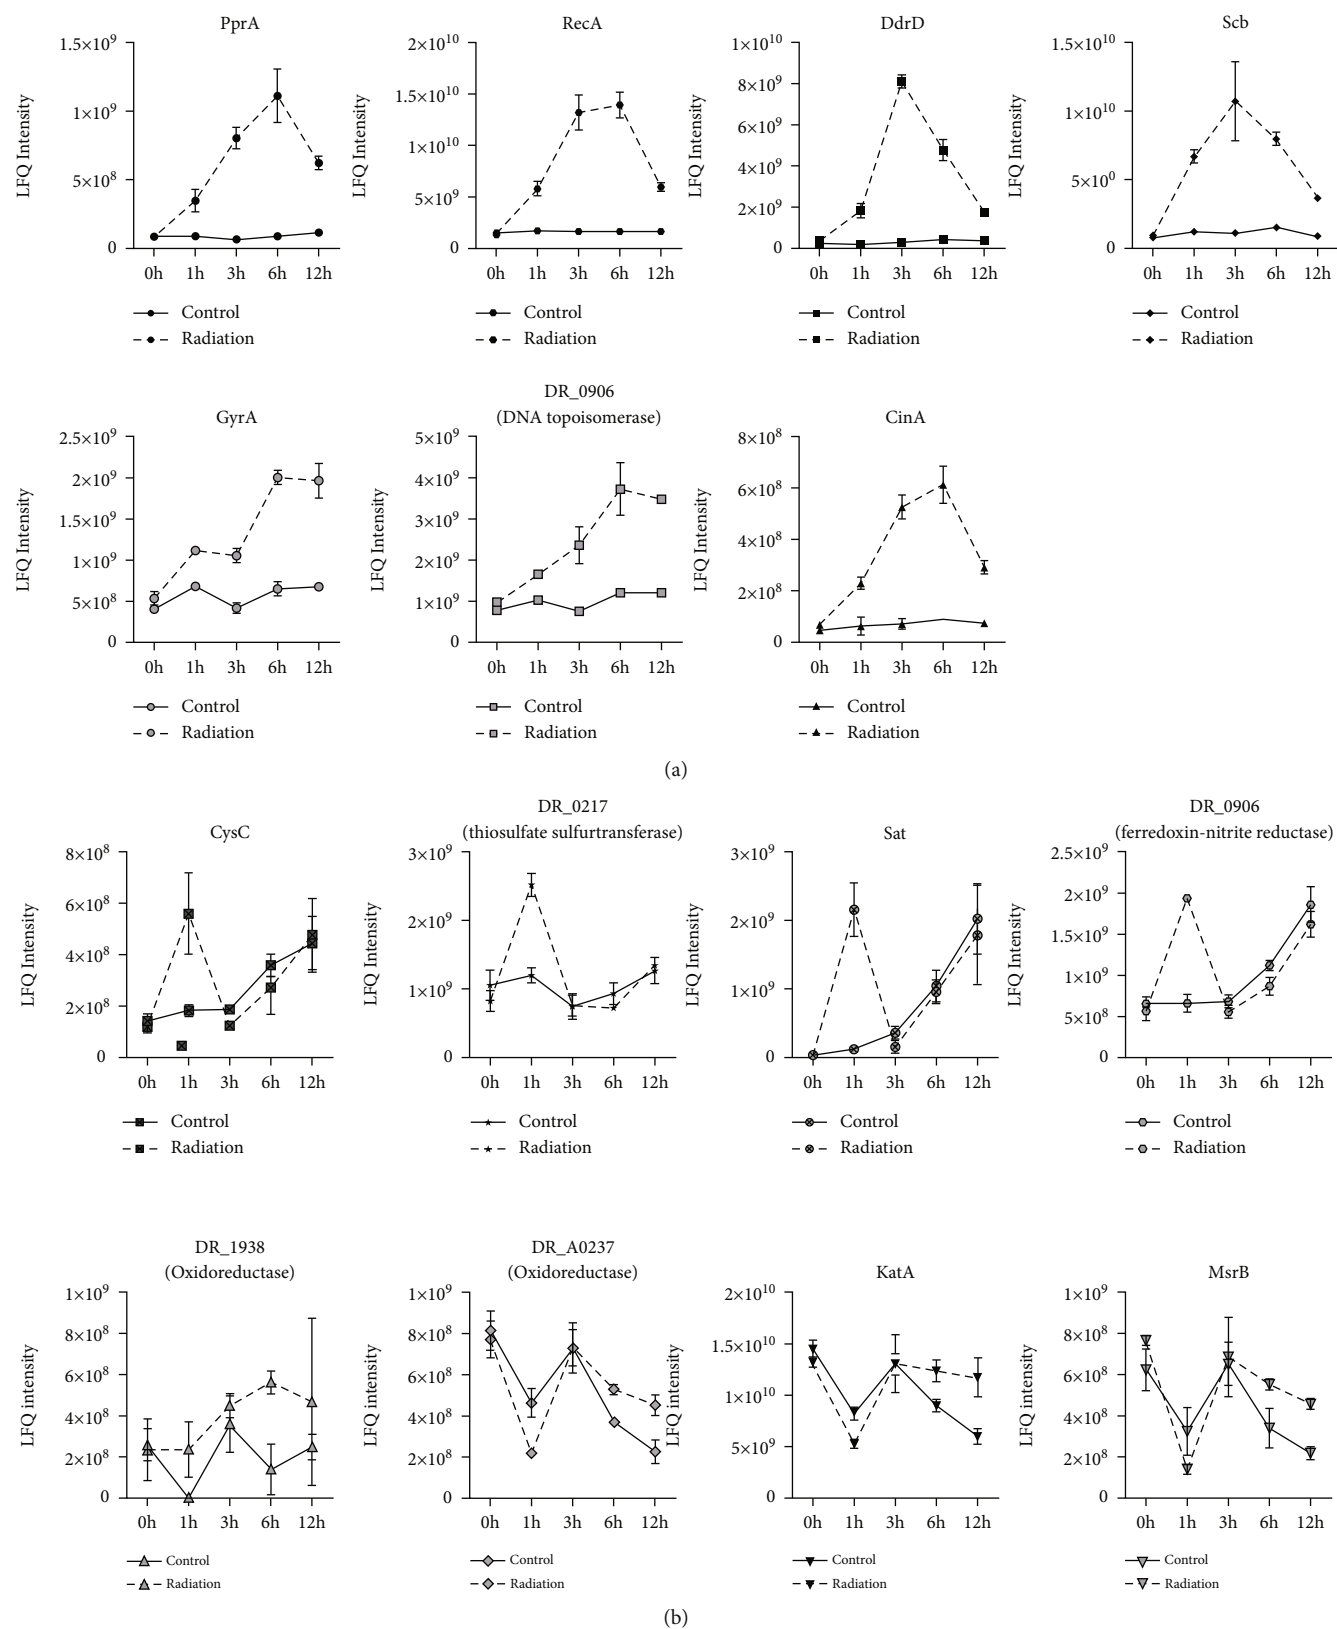 PprA
LFQ Intensity
1.5×10⁹
1×10⁹
5×10⁸
0
0h 1h 3h 6h 12h
Control
Radiation
RecA
LFQ Intensity
2×10¹⁰
1.5×10¹⁰
1×10¹⁰
5×10⁹
0
0h 1h 3h 6h 12h
Control
Radiation
DdrD
LFQ Intensity
1×10¹⁰
8×10⁹
6×10⁹
4×10⁹
2×10⁹
0
0h 1h 3h 6h 12h
Control
Radiation
Scb
LFQ Intensity
1.5×10¹⁰
1×10¹⁰
5×10⁰
0
0h 1h 3h 6h 12h
Control
Radiation
GyrA
LFQ Intensity
2.5×10⁹
2×10⁹
1.5×10⁹
1×10⁹
5×10⁸
0
0h 1h 3h 6h 12h
Control
Radiation
DR_0906
(DNA topoisomerase)
LFQ Intensity
5×10⁹
4×10⁹
3×10⁹
2×10⁹
1×10⁹
0
0h 1h 3h 6h 12h
Control
Radiation
CinA
LFQ Intensity
8×10⁸
6×10⁸
4×10⁸
2×10⁸
0
0h 1h 3h 6h 12h
Control
Radiation
(a)
CysC
LFQ Intensity
8×10⁸
6×10⁸
4×10⁸
2×10⁸
0
0h 1h 3h 6h 12h
Control
Radiation
DR_0217
(thiosulfate sulfurtransferase)
LFQ Intensity
3×10⁹
2×10⁹
1×10⁹
0
0h 1h 3h 6h 12h
Control
Radiation
Sat
LFQ Intensity
3×10⁹
2×10⁹
1×10⁹
0
0h 1h 3h 6h 12h
Control
Radiation
DR_0906
(ferredoxin-nitrite reductase)
LFQ Intensity
2.5×10⁹
2×10⁹
1.5×10⁹
1×10⁹
5×10⁸
0
0h 1h 3h 6h 12h
Control
Radiation
DR_1938
(Oxidoreductase)
LFQ intensity
1×10⁹
8×10⁸
6×10⁸
4×10⁸
2×10⁸
0
0h 1h 3h 6h 12h
Control
Radiation
DR_A0237
(Oxidoreductase)
LFQ intensity
1×10⁹
8×10⁸
6×10⁸
4×10⁸
2×10⁸
0
0h 1h 3h 6h 12h
Control
Radiation
KatA
LFQ intensity
2×10¹⁰
1.5×10¹⁰
1×10¹⁰
5×10⁹
0
0h 1h 3h 6h 12h
Control
Radiation
MsrB
LFQ intensity
1×10⁹
8×10⁸
6×10⁸
4×10⁸
2×10⁸
0
0h 1h 3h 6h 12h
Control
Radiation
(b)